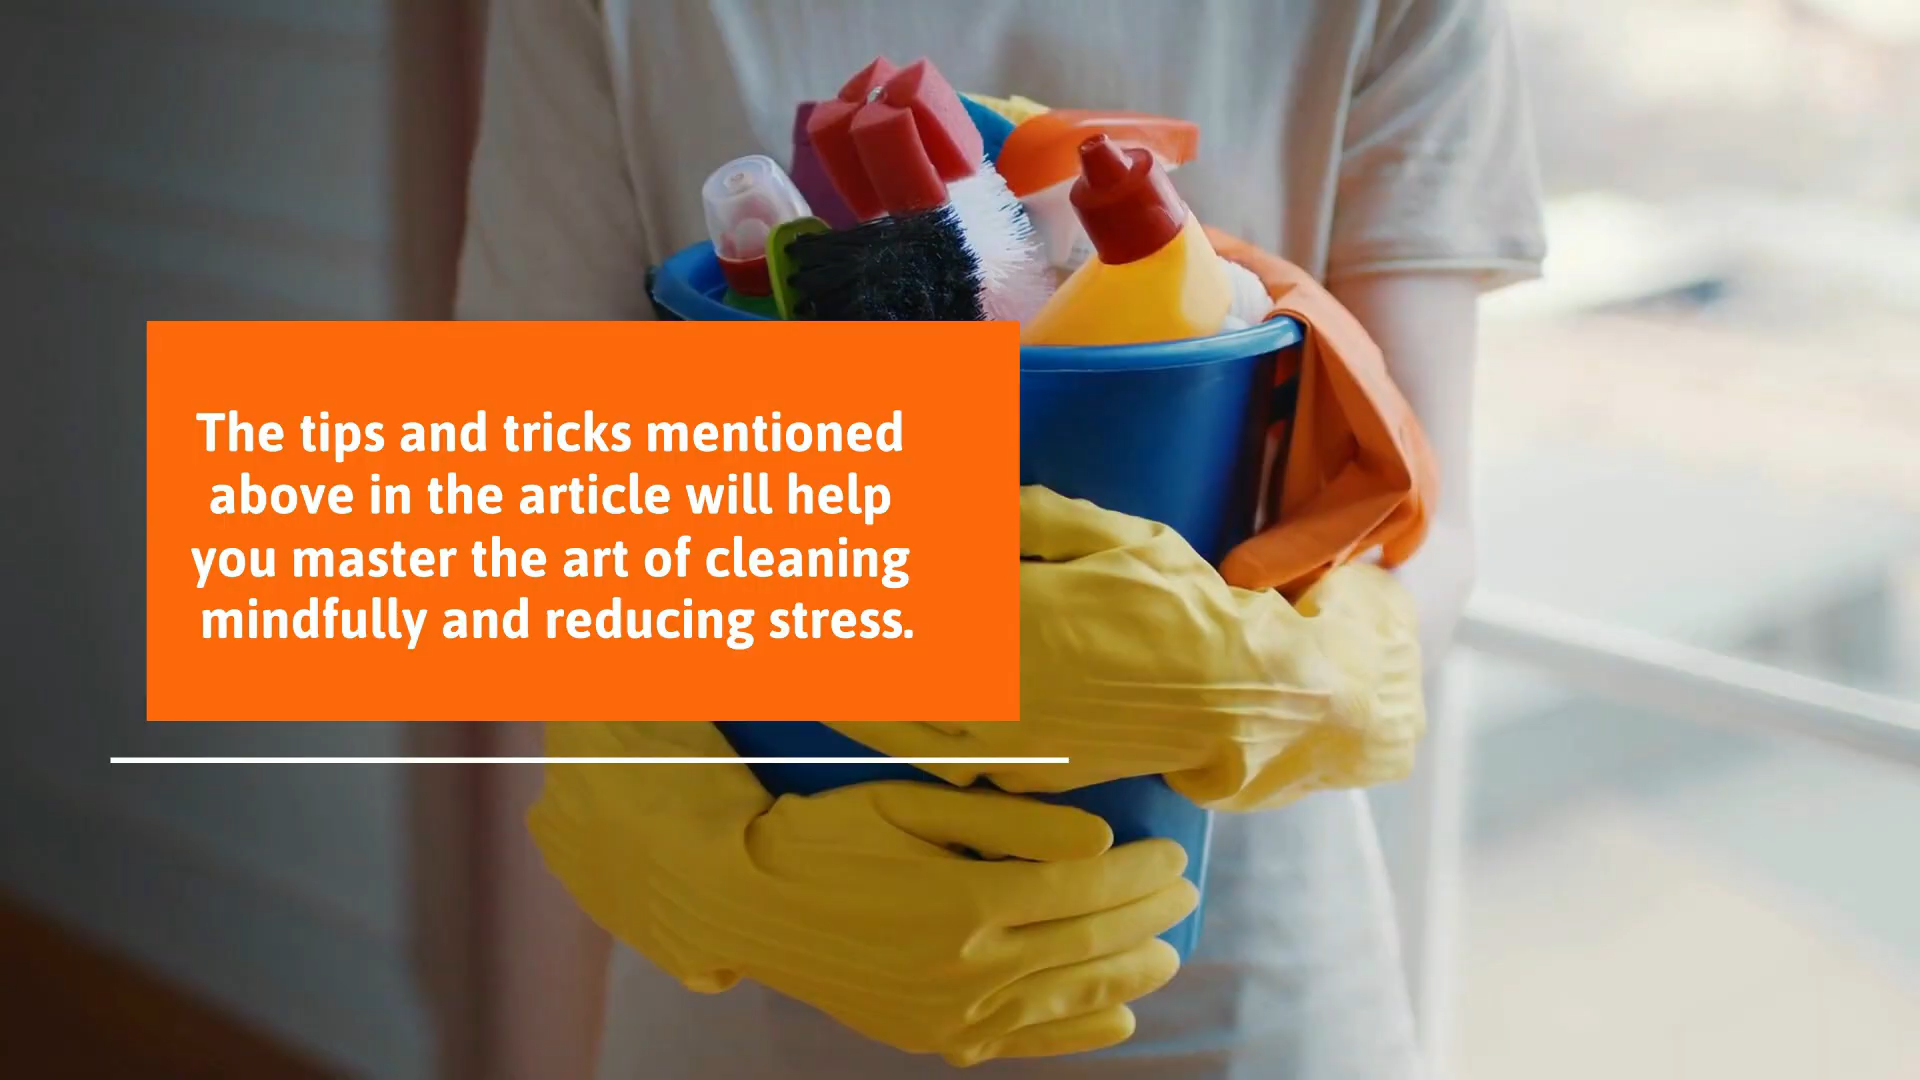 The tips and tricks mentioned
above in the article will help
you master the art of cleaning
mindfully and reducing stress.